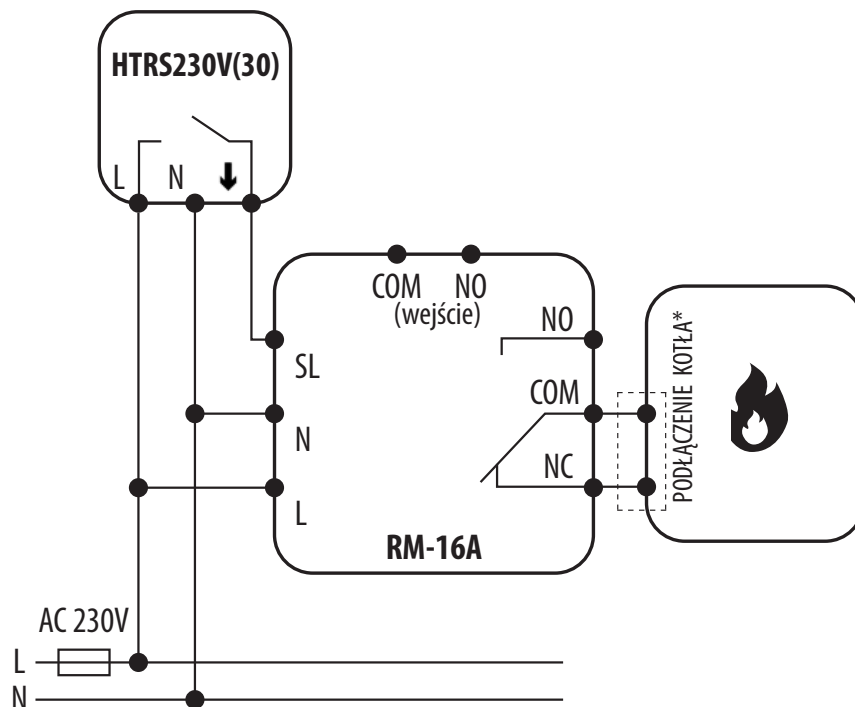 HTRS230V(30)
L N
COM NO
(wejście)
NO
SL
COM
N
NC
L
RM-16A
PODŁĄCZENIE KOTŁA*
AC 230V
L
N